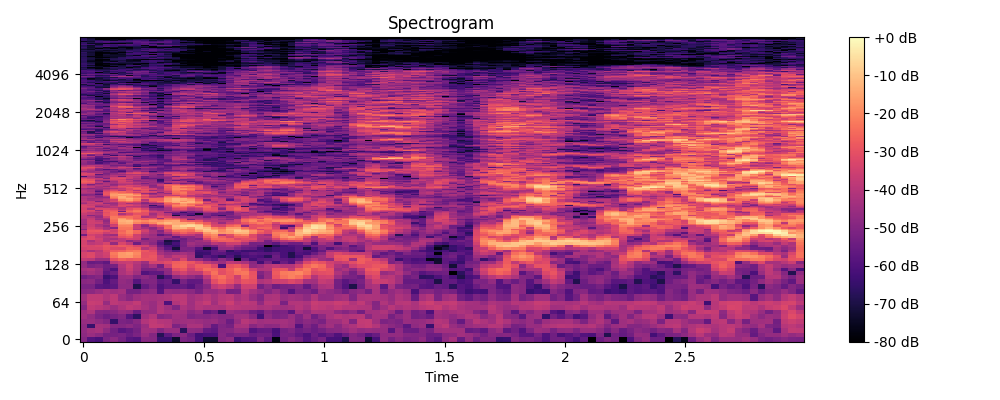 Spectrogram
Hz
4096
2048
1024
512
256
128
64
0
0
0.5
1
1.5
2
2.5
Time
+0 dB
-10 dB
-20 dB
-30 dB
-40 dB
-50 dB
-60 dB
-70 dB
-80 dB